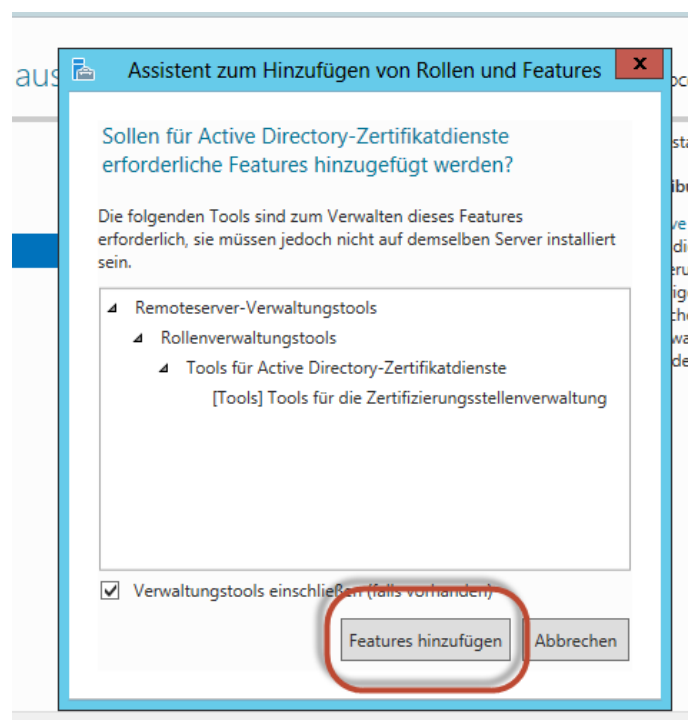 aus
Assistent zum Hinzufügen von Rollen und Features
x
Sollen für Active Directory-Zertifikatdienste
erforderliche Features hinzugefügt werden?
Die folgenden Tools sind zum Verwalten dieses Features
erforderlich, sie müssen jedoch nicht auf demselben Server installiert
sein.
Remoteserver-Verwaltungstools
Rollenverwaltungstools
Tools für Active Directory-Zertifikatdienste
[Tools] Tools für die Zertifizierungsstellenverwaltung
Verwaltungstools einschließen (falls vorhanden)
Features hinzufügen
Abbrechen